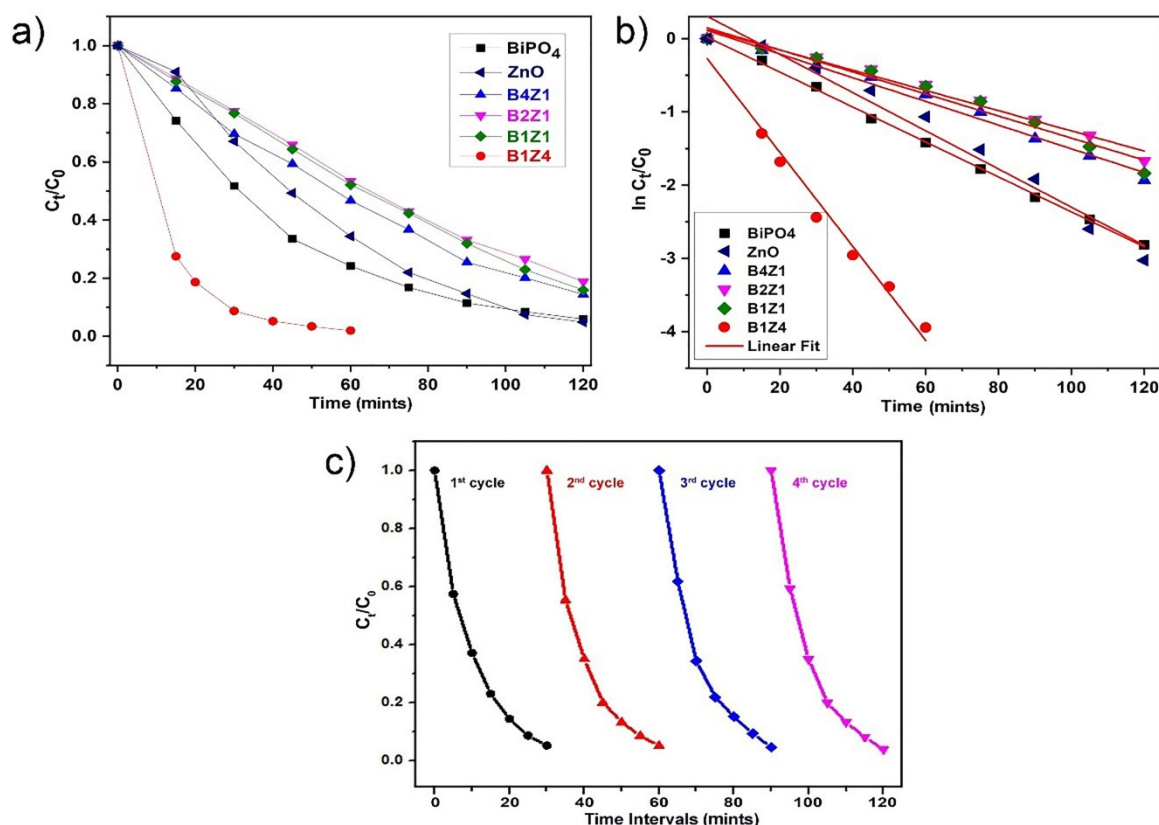 a)
1.0
0.8
0.6
0.4
0.2
0.0
Cₜ/C₀
0 20 40 60 80 100 120
Time (mints)
BiPO₄
ZnO
B4Z1
B2Z1
B1Z1
B1Z4
b)
0
-1
-2
-3
-4
ln Cₜ/C₀
0 20 40 60 80 100 120
Time (mints)
BiPO4
ZnO
B4Z1
B2Z1
B1Z1
B1Z4
Linear Fit
c)
1.0
0.8
0.6
0.4
0.2
0.0
Cₜ/C₀
1ˢᵗ cycle 2ⁿᵈ cycle 3ʳᵈ cycle 4ᵗʰ cycle
0 20 40 60 80 100 120
Time Intervals (mints)